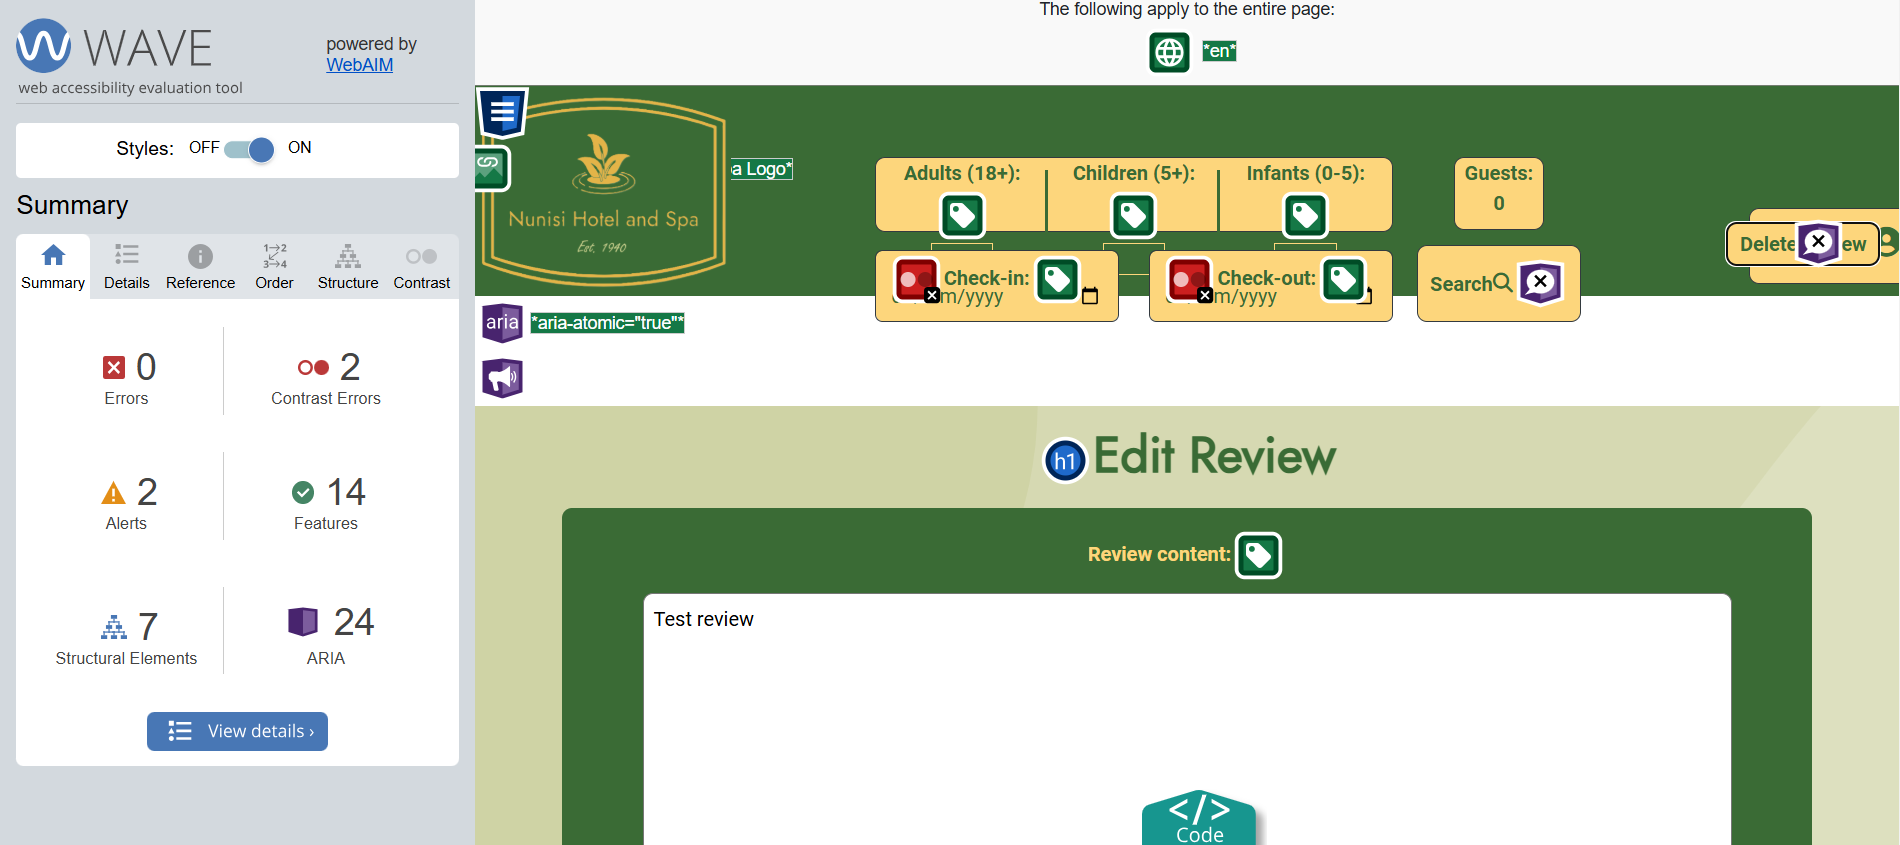 WAVE
powered by
WebAIM
web accessibility evaluation tool
Styles: OFF ON
Summary
Summary Details Reference Order Structure Contrast
0 Errors
2 Contrast Errors
2 Alerts
14 Features
7 Structural Elements
24 ARIA
View details ›
The following apply to the entire page:
*en*
Nunisi Hotel and Spa
Est. 1940
a Logo*
Adults (18+): Children (5+): Infants (0-5):
Guests:
0
Check-in:
m/yyyy
Check-out:
m/yyyy
Search
Delete ew
aria *aria-atomic="true"*
h1 Edit Review
Review content:
Test review
</>
Code